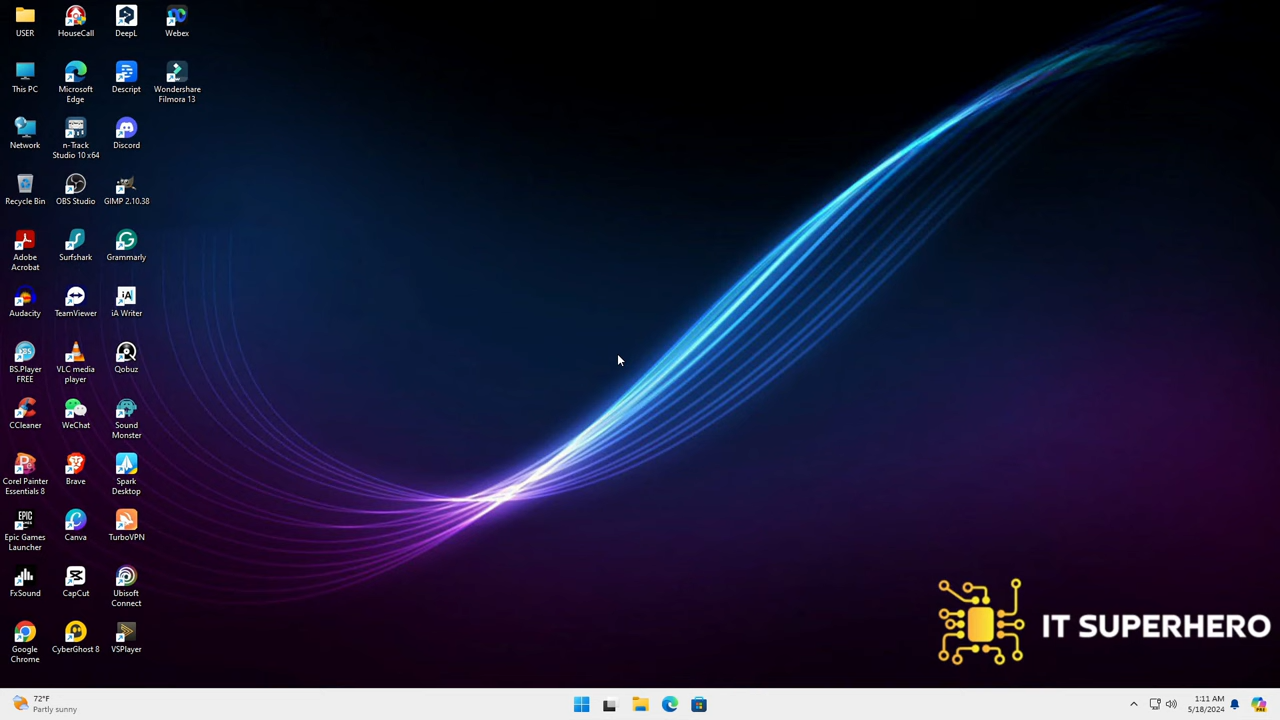 USER
HouseCall
DeepL
Webex
This PC
Microsoft
Edge
Descript
Wondershare
Filmora 13
Network
n-Track
Studio 10 x64
Discord
Recycle Bin
OBS Studio
GIMP 2.10.38
Adobe
Acrobat
Surfshark
Grammarly
Audacity
TeamViewer
iA
iA Writer
BS.Player
FREE
VLC media
player
Qobuz
CCleaner
WeChat
Sound
Monster
Corel Painter
Essentials 8
Brave
Spark
Desktop
EPIC
GAMES
Epic Games
Launcher
Canva
TurboVPN
FxSound
CapCut
Ubisoft
Connect
Google
Chrome
CyberGhost 8
VSPlayer
IT SUPERHERO
72°F
Partly sunny
1:11 AM
5/18/2024
PRE